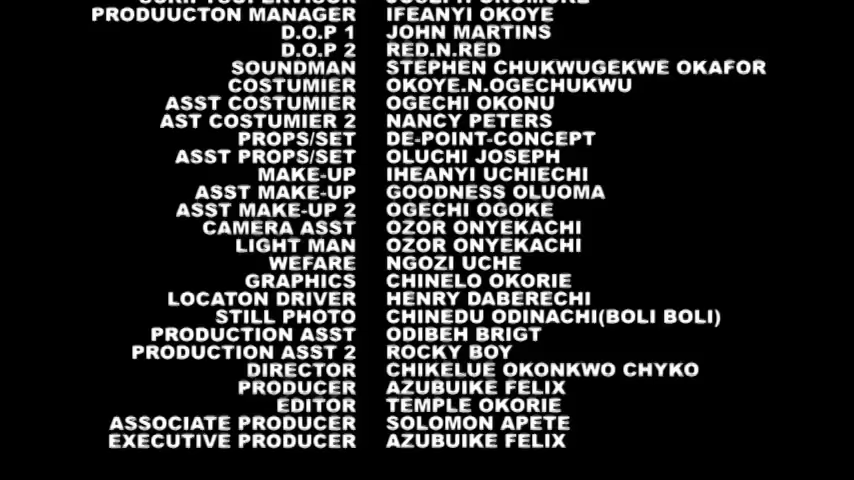 PRODUUCTON MANAGER IFEANYI OKOYE
D.O.P 1 JOHN MARTINS
D.O.P 2 RED.N.RED
SOUNDMAN STEPHEN CHUKWUGEKWE OKAFOR
COSTUMIER OKOYE.N.OGECHUKWU
ASST COSTUMIER OGECHI OKONU
AST COSTUMIER 2 NANCY PETERS
PROPS/SET DE-POINT-CONCEPT
ASST PROPS/SET OLUCHI JOSEPH
MAKE-UP IHEANYI UCHIECHI
ASST MAKE-UP GOODNESS OLUOMA
ASST MAKE-UP 2 OGECHI OGOKE
CAMERA ASST OZOR ONYEKACHI
LIGHT MAN OZOR ONYEKACHI
WEFARE NGOZI UCHE
GRAPHICS CHINELO OKORIE
LOCATON DRIVER HENRY DABERECHI
STILL PHOTO CHINEDU ODINACHI(BOLI BOLI)
PRODUCTION ASST ODIBEH BRIGT
PRODUCTION ASST 2 ROCKY BOY
DIRECTOR CHIKELUE OKONKWO CHYKO
PRODUCER AZUBUIKE FELIX
EDITOR TEMPLE OKORIE
ASSOCIATE PRODUCER SOLOMON APETE
EXECUTIVE PRODUCER AZUBUIKE FELIX